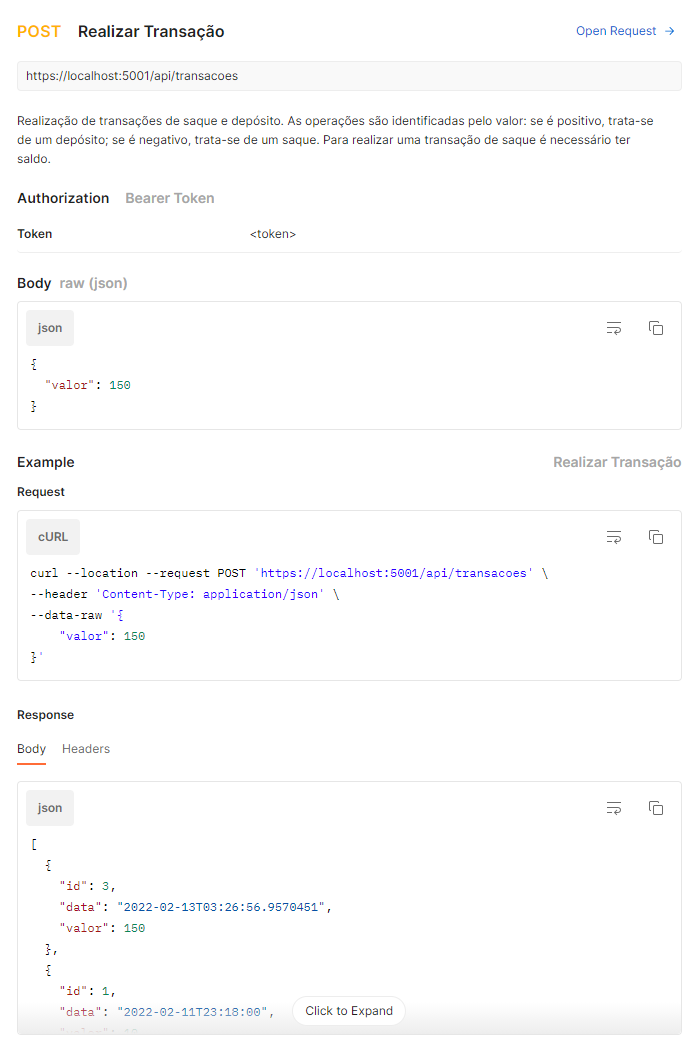 POST Realizar Transação Open Request →
https://localhost:5001/api/transacoes
Realização de transações de saque e depósito. As operações são identificadas pelo valor: se é positivo, trata-se
de um depósito; se é negativo, trata-se de um saque. Para realizar uma transação de saque é necessário ter
saldo.
Authorization Bearer Token
Token <token>
Body raw (json)
json
{
"valor": 150
}
Example Realizar Transação
Request
cURL
curl --location --request POST 'https://localhost:5001/api/transacoes' \
--header 'Content-Type: application/json' \
--data-raw '{
"valor": 150
}'
Response
Body Headers
json
[
{
"id": 3,
"data": "2022-02-13T03:26:56.9570451",
"valor": 150
},
{
"id": 1,
"data": "2022-02-11T23:18:00",
Click to Expand